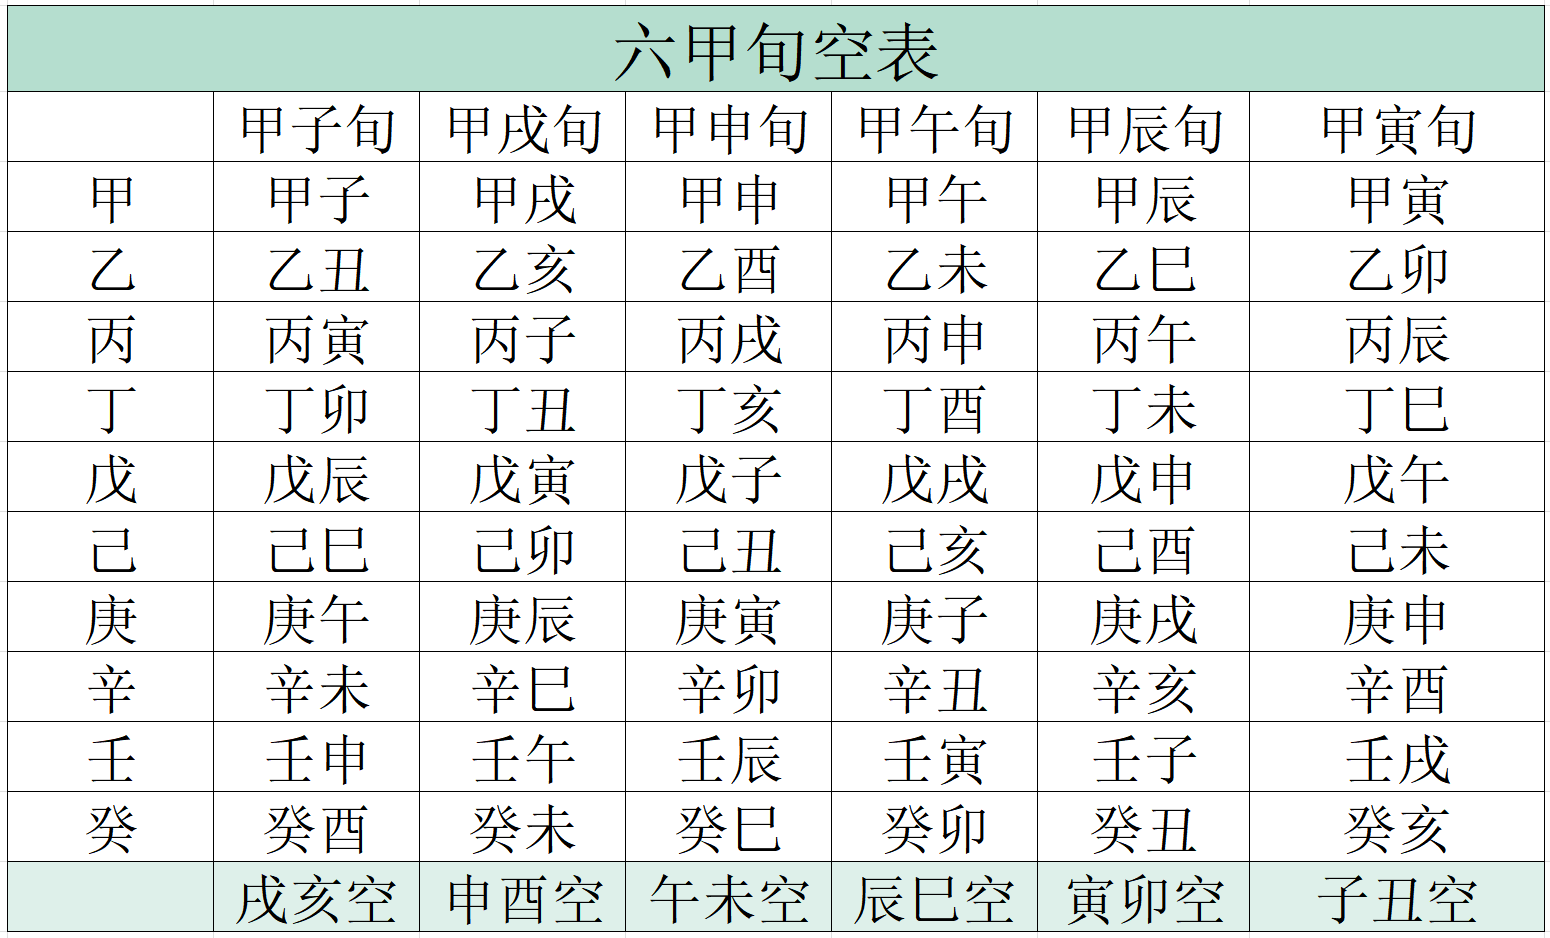 六甲旬空表
甲子旬 甲戌旬 甲申旬 甲午旬 甲辰旬 甲寅旬
甲 甲子 甲戌 甲申 甲午 甲辰 甲寅
乙 乙丑 乙亥 乙酉 乙未 乙巳 乙卯
丙 丙寅 丙子 丙戌 丙申 丙午 丙辰
丁 丁卯 丁丑 丁亥 丁酉 丁未 丁巳
戊 戊辰 戊寅 戊子 戊戌 戊申 戊午
己 己巳 己卯 己丑 己亥 己酉 己未
庚 庚午 庚辰 庚寅 庚子 庚戌 庚申
辛 辛未 辛巳 辛卯 辛丑 辛亥 辛酉
壬 壬申 壬午 壬辰 壬寅 壬子 壬戌
癸 癸酉 癸未 癸巳 癸卯 癸丑 癸亥
戌亥空 申酉空 午未空 辰巳空 寅卯空 子丑空